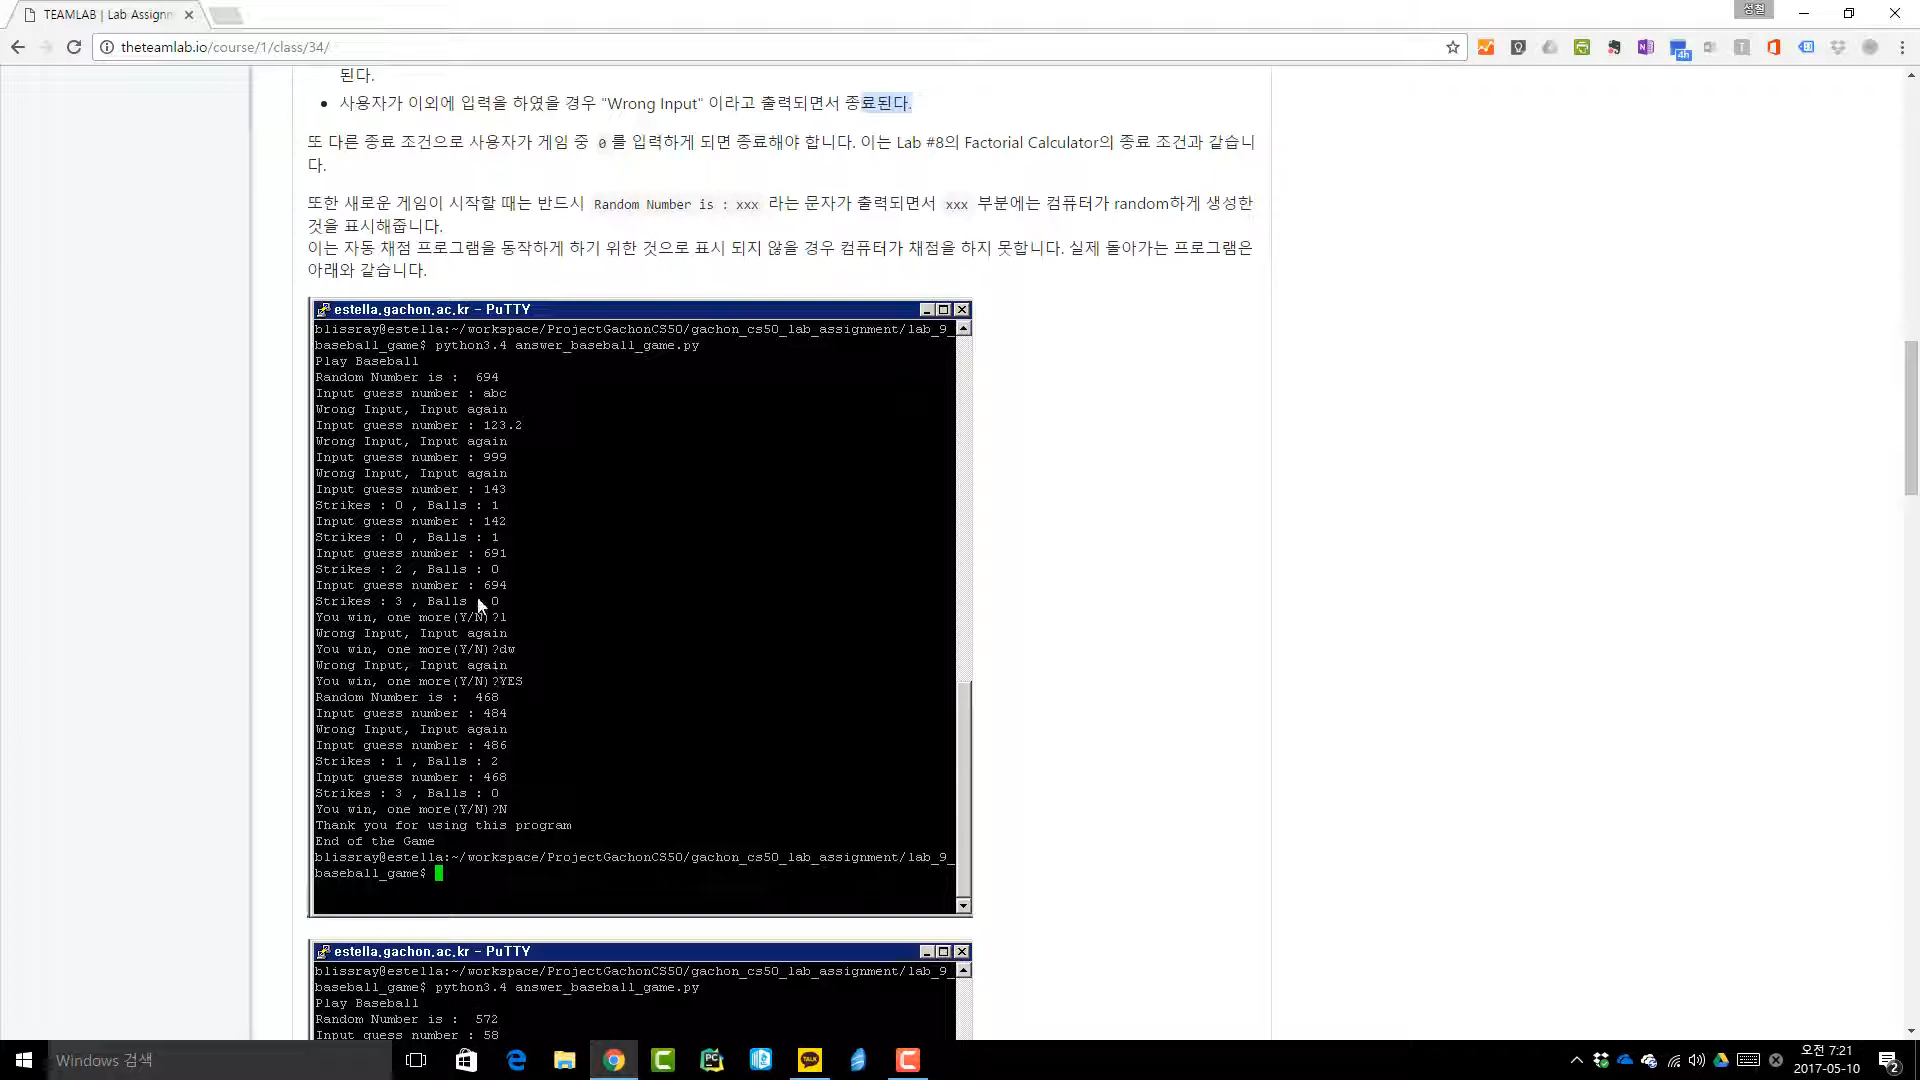 TEAMLAB | Lab Assignm
성철
theteamlab.io/course/1/class/34/
4h
된다.
사용자가 이외에 입력을 하였을 경우 "Wrong Input" 이라고 출력되면서 종료된다.
또 다른 종료 조건으로 사용자가 게임 중 0 를 입력하게 되면 종료해야 합니다. 이는 Lab #8의 Factorial Calculator의 종료 조건과 같습니
다.
또한 새로운 게임이 시작할 때는 반드시 Random Number is : xxx 라는 문자가 출력되면서 xxx 부분에는 컴퓨터가 random하게 생성한
것을 표시해줍니다.
이는 자동 채점 프로그램을 동작하게 하기 위한 것으로 표시 되지 않을 경우 컴퓨터가 채점을 하지 못합니다. 실제 돌아가는 프로그램은
아래와 같습니다.
estella.gachon.ac.kr - PuTTY
blissray@estella:~/workspace/ProjectGachonCS50/gachon_cs50_lab_assignment/lab_9_
baseball_game$ python3.4 answer_baseball_game.py
Play Baseball
Random Number is :  694
Input guess number : abc
Wrong Input, Input again
Input guess number : 123.2
Wrong Input, Input again
Input guess number : 999
Wrong Input, Input again
Input guess number : 143
Strikes : 0 , Balls : 1
Input guess number : 142
Strikes : 0 , Balls : 1
Input guess number : 691
Strikes : 2 , Balls : 0
Input guess number : 694
Strikes : 3 , Balls : 0
You win, one more(Y/N)?1
Wrong Input, Input again
You win, one more(Y/N)?dw
Wrong Input, Input again
You win, one more(Y/N)?YES
Random Number is :  468
Input guess number : 484
Wrong Input, Input again
Input guess number : 486
Strikes : 1 , Balls : 2
Input guess number : 468
Strikes : 3 , Balls : 0
You win, one more(Y/N)?N
Thank you for using this program
End of the Game
blissray@estella:~/workspace/ProjectGachonCS50/gachon_cs50_lab_assignment/lab_9_
baseball_game$
estella.gachon.ac.kr - PuTTY
blissray@estella:~/workspace/ProjectGachonCS50/gachon_cs50_lab_assignment/lab_9_
baseball_game$ python3.4 answer_baseball_game.py
Play Baseball
Random Number is :  572
Input guess number : 58
Windows 검색
PC
TALK
오전 7:21
2017-05-10
2